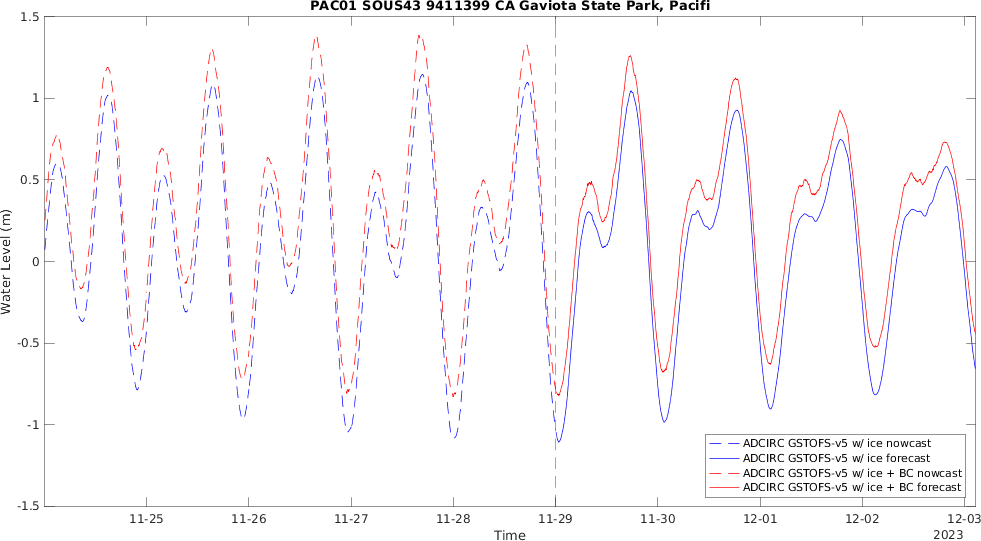 PAC01 SOUS43 9411399 CA Gaviota State Park, Pacifi
1.5
1
0.5
0
-0.5
-1
-1.5
Water Level (m)
ADCIRC GSTOFS-v5 w/ ice nowcast
ADCIRC GSTOFS-v5 w/ ice forecast
ADCIRC GSTOFS-v5 w/ ice + BC nowcast
ADCIRC GSTOFS-v5 w/ ice + BC forecast
11-25 11-26 11-27 11-28 11-29 11-30 12-01 12-02 12-03
Time 2023